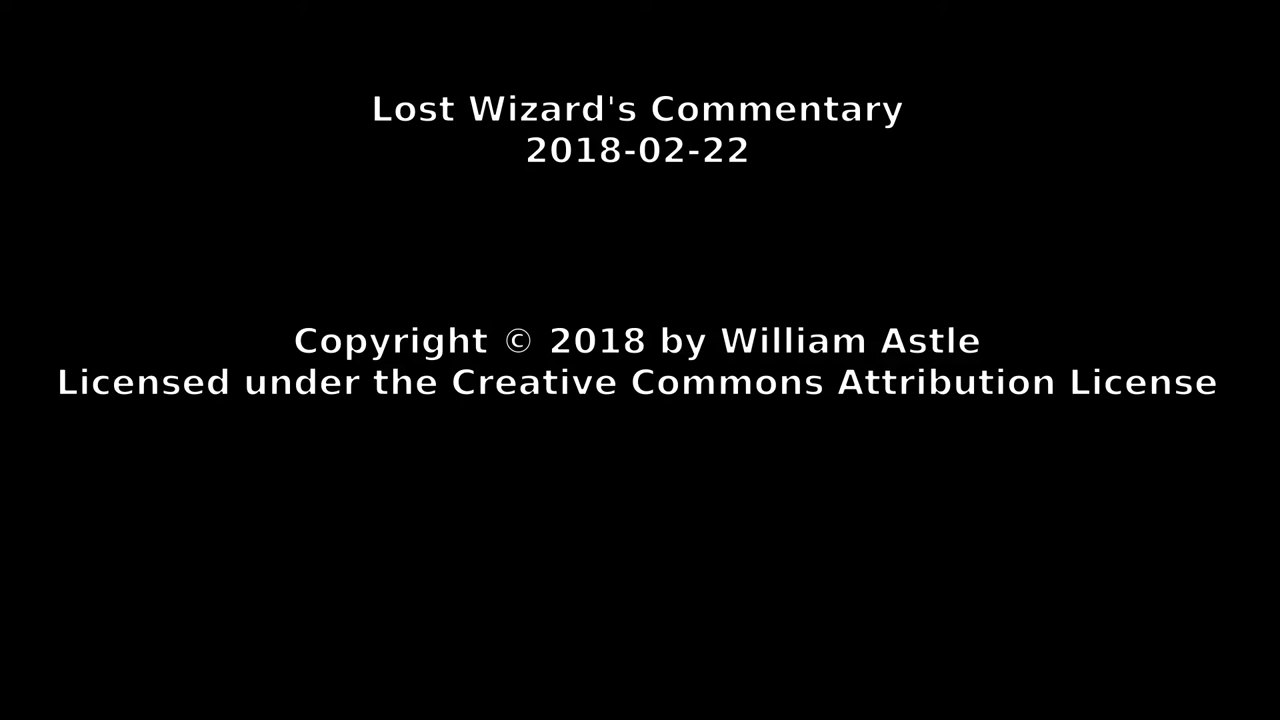 Lost Wizard's Commentary
2018-02-22
Copyright © 2018 by William Astle
Licensed under the Creative Commons Attribution License